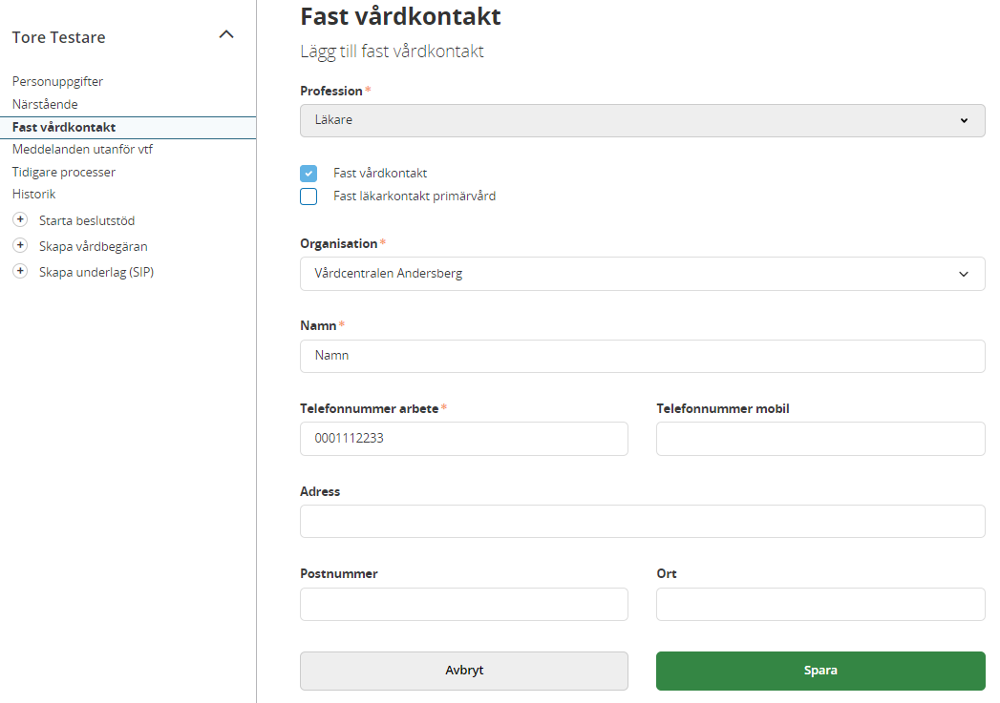 Tore Testare
Personuppgifter
Närstående
Fast vårdkontakt
Meddelanden utanför vtf
Tidigare processer
Historik
Starta beslutstöd
Skapa vårdbegäran
Skapa underlag (SIP)
Fast vårdkontakt
Lägg till fast vårdkontakt
Profession*
Läkare
Fast vårdkontakt
Fast läkarkontakt primärvård
Organisation*
Vårdcentralen Andersberg
Namn*
Namn
Telefonnummer arbete* Telefonnummer mobil
0001112233
Adress
Postnummer Ort
Avbryt Spara